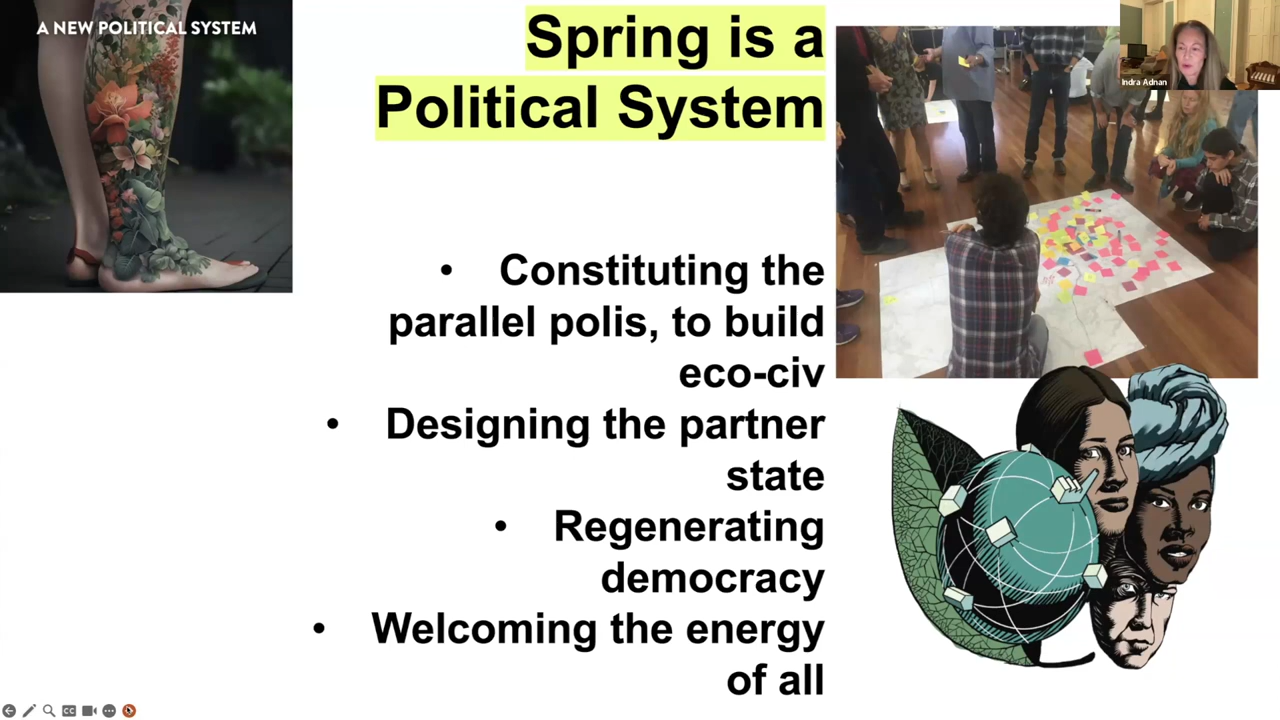 A NEW POLITICAL SYSTEM
Spring is a
Political System
• Constituting the
parallel polis, to build
eco-civ
• Designing the partner
state
• Regenerating
democracy
• Welcoming the energy
of all
Indra Adnan
CC